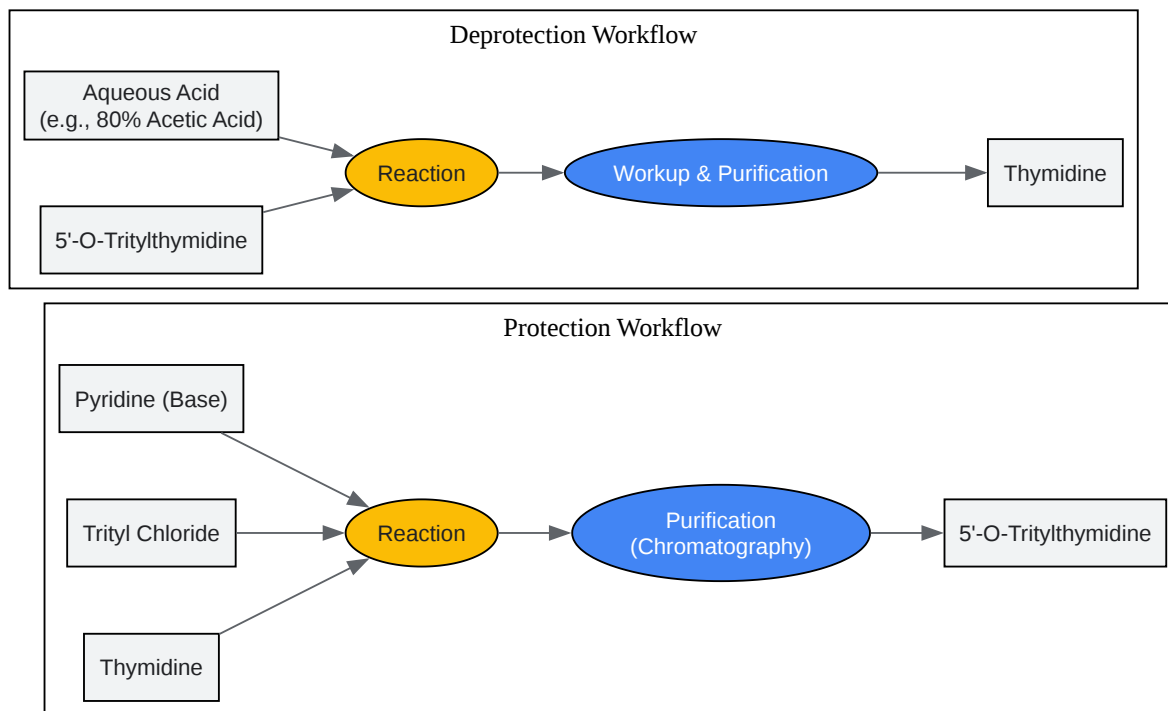 Deprotection Workflow
Aqueous Acid
(e.g., 80% Acetic Acid)
Reaction
Workup & Purification
Thymidine
5'-O-Tritylthymidine
Protection Workflow
Pyridine (Base)
Trityl Chloride
Reaction
Purification
(Chromatography)
5'-O-Tritylthymidine
Thymidine